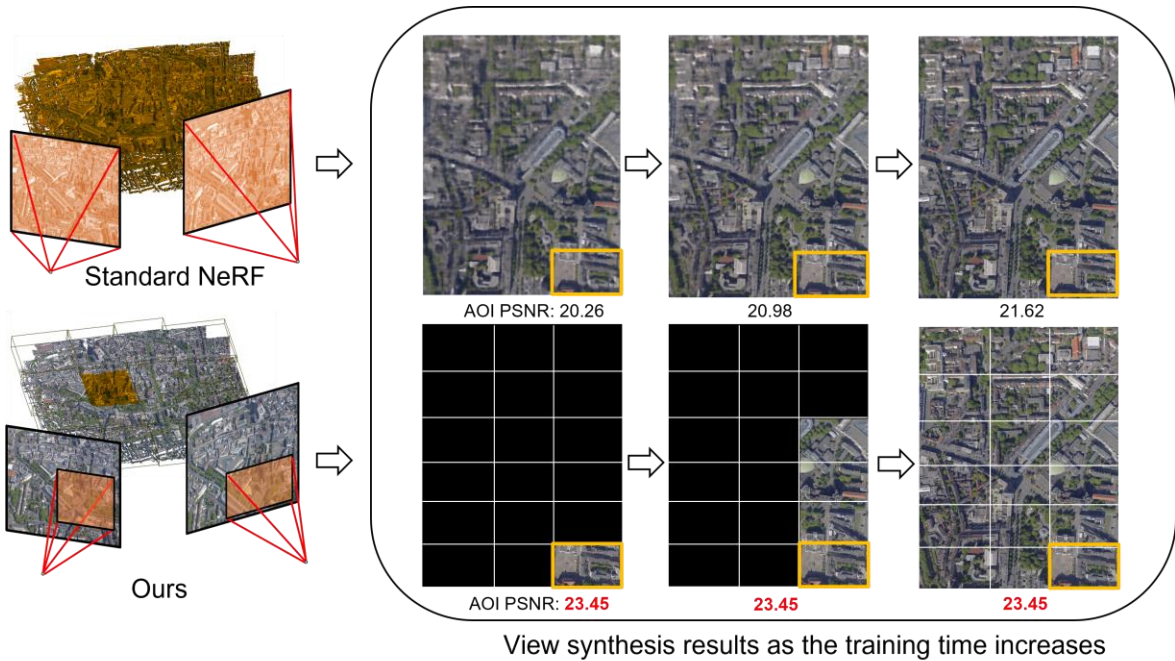 Standard NeRF
AOI PSNR: 20.26
20.98
21.62
Ours
AOI PSNR: 23.45
23.45
23.45
View synthesis results as the training time increases